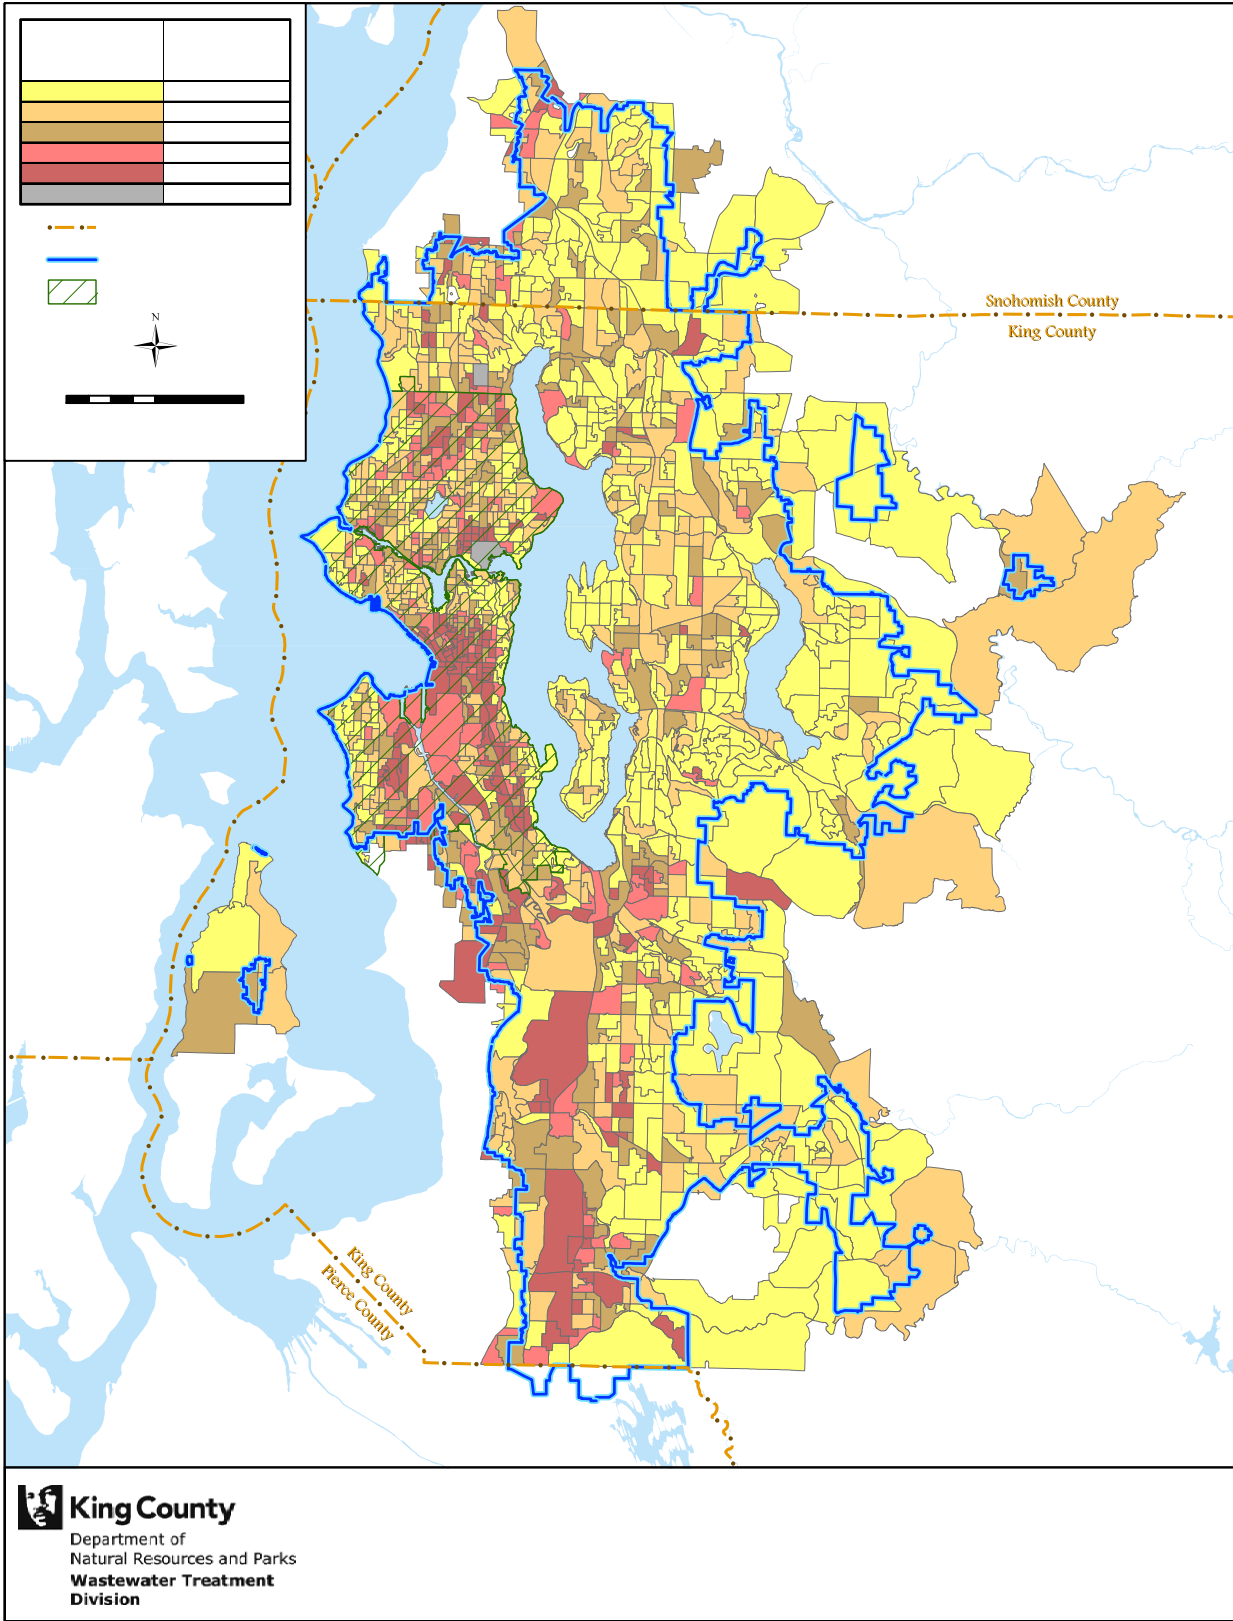 N
Snohomish County
King County
King County
Pierce County
King County
Department of
Natural Resources and Parks
Wastewater Treatment
Division